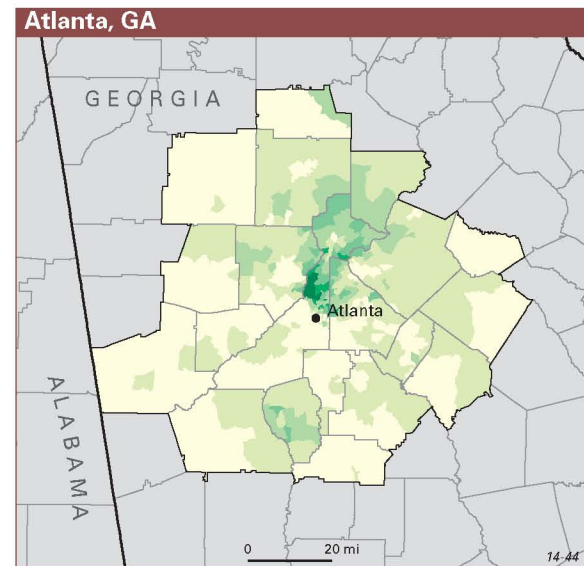 Atlanta, GA
GEORGIA
Atlanta
ALABAMA
0 20 mi
14-44